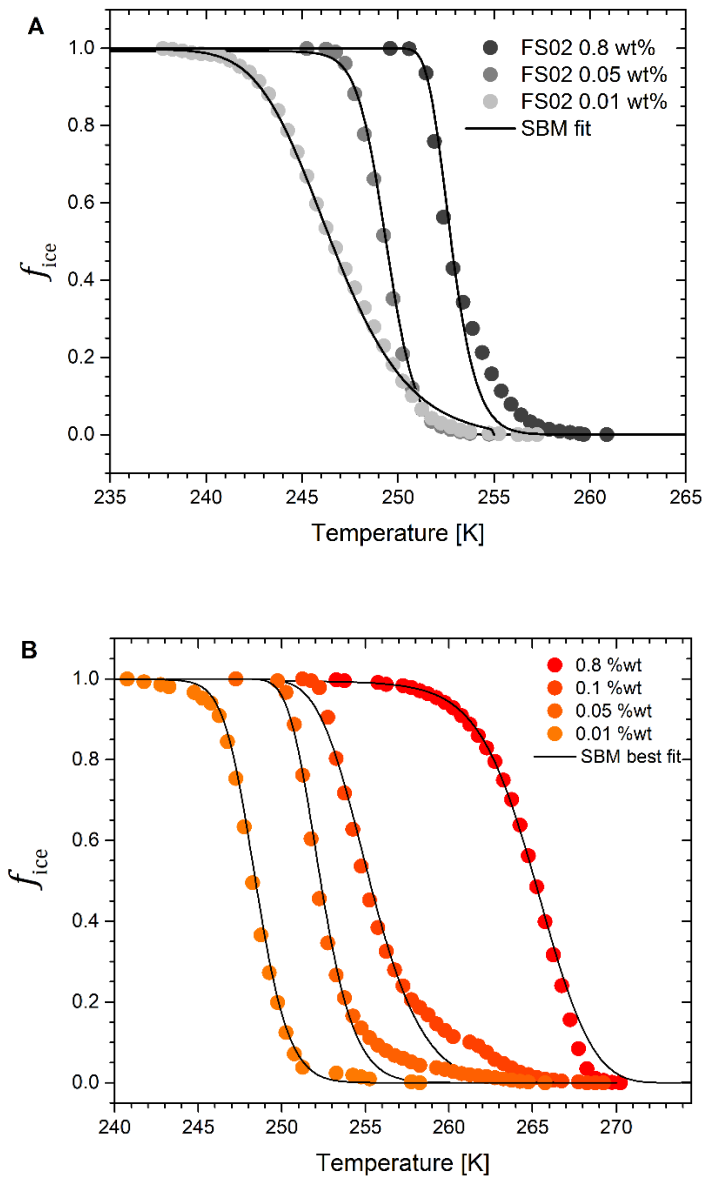 A
FS02 0.8 wt%
FS02 0.05 wt%
FS02 0.01 wt%
SBM fit
1.0
0.8
0.6
0.4
0.2
0.0
fice
235 240 245 250 255 260 265
Temperature [K]
B
0.8 %wt
0.1 %wt
0.05 %wt
0.01 %wt
SBM best fit
1.0
0.8
0.6
0.4
0.2
0.0
fice
240 245 250 255 260 265 270
Temperature [K]